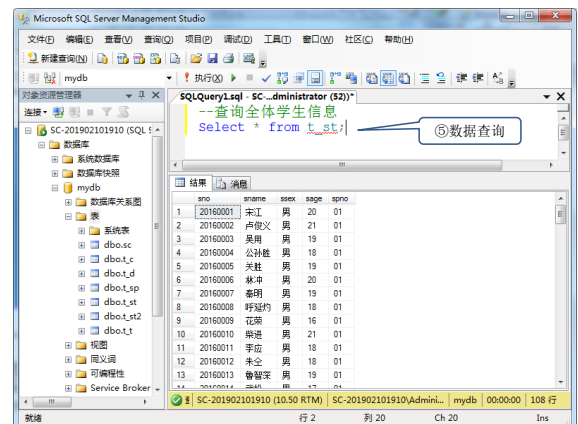 Microsoft SQL Server Management Studio
文件(F) 编辑(E) 查看(V) 查询(Q) 项目(P) 调试(D) 工具(T) 窗口(W) 社区(C) 帮助(H)
新建查询(N)
mydb 执行(X)
对象资源管理器
连接
SC-201902101910 (SQL S
数据库
系统数据库
数据库快照
mydb
数据库关系图
表
系统表
dbo.sc
dbo.t_c
dbo.t_d
dbo.t_sp
dbo.t_st
dbo.t_st2
dbo.t_t
视图
同义词
可编程性
Service Broker
SQLQuery1.sql - SC-...dministrator (52))*
--查询全体学生信息
Select * from t_st;
⑤数据查询
结果 消息
sno sname ssex sage spno
1 20160001 宋江 男 20 01
2 20160002 卢俊义 男 21 01
3 20160003 吴用 男 19 01
4 20160004 公孙胜 男 18 01
5 20160005 关胜 男 19 01
6 20160006 林冲 男 20 01
7 20160007 秦明 男 19 01
8 20160008 呼延灼 男 18 01
9 20160009 花荣 男 16 01
10 20160010 柴进 男 21 01
11 20160011 李应 男 18 01
12 20160012 朱仝 男 18 01
13 20160013 鲁智深 男 19 01
SC-201902101910 (10.50 RTM) SC-201902101910\Admini... mydb 00:00:00 108 行
就绪 行 2 列 20 Ch 20 Ins